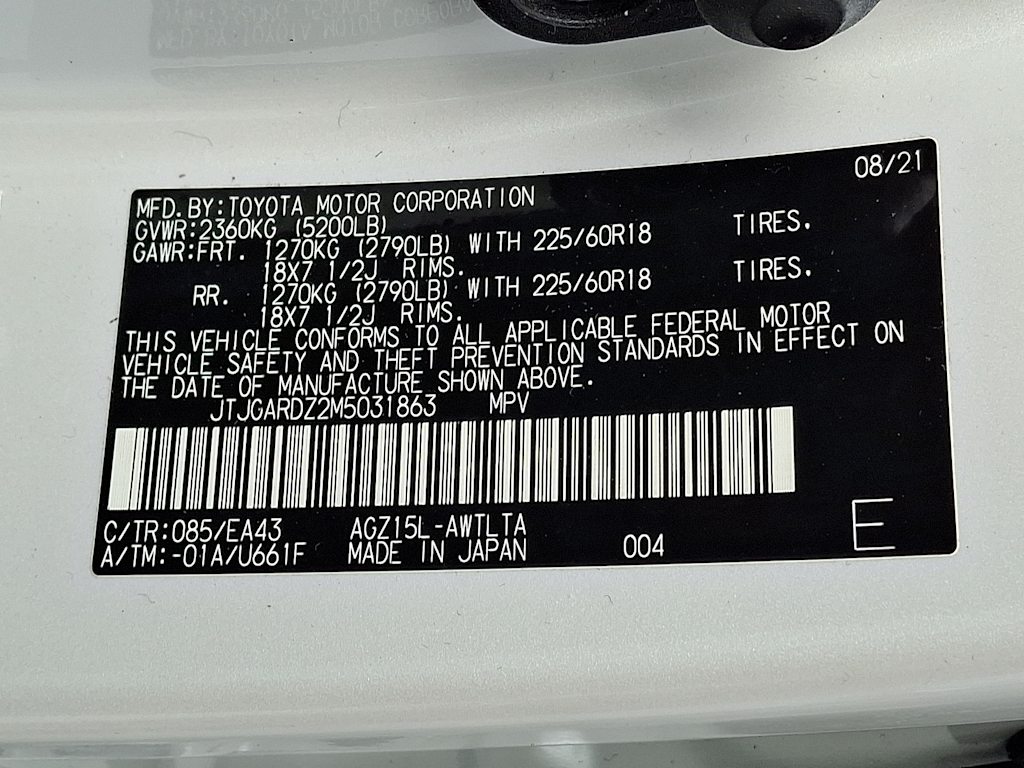 08/21
MFD.BY:TOYOTA MOTOR CORPORATION
GVWR:2360KG (5200LB)
GAWR:FRT. 1270KG (2790LB) WITH 225/60R18 TIRES.
18X7 1/2J RIMS.
RR. 1270KG (2790LB) WITH 225/60R18 TIRES.
18X7 1/2J RIMS.
THIS VEHICLE CONFORMS TO ALL APPLICABLE FEDERAL MOTOR
VEHICLE SAFETY AND THEFT PREVENTION STANDARDS IN EFFECT ON
THE DATE OF MANUFACTURE SHOWN ABOVE.
JTJGARDZ2M5031863 MPV
C/TR:085/EA43 AGZ15L-AWTLTA
A/TM:-01A/U661F MADE IN JAPAN 004 E